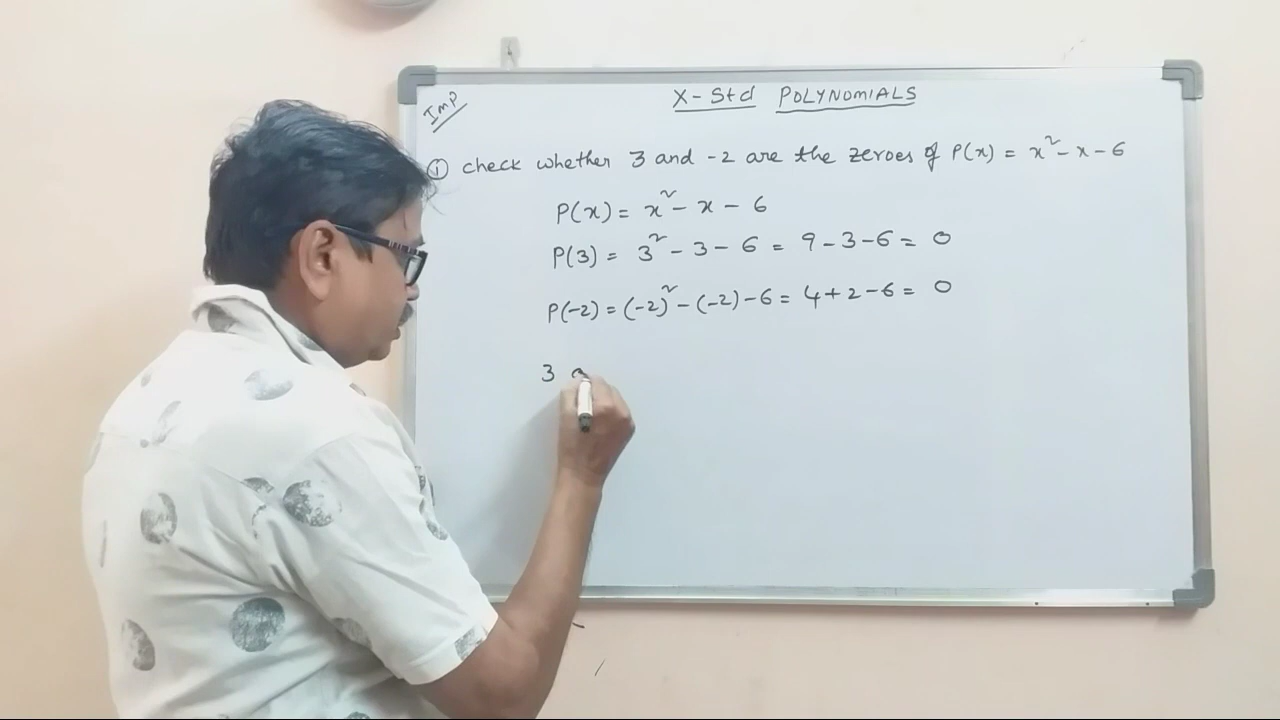 Imp
X-Std POLYNOMIALS
① check whether 3 and -2 are the zeroes of P(x) = x² - x - 6
P(x) = x² - x - 6
P(3) = 3² - 3 - 6 = 9 - 3 - 6 = 0
P(-2) = (-2)² - (-2) - 6 = 4 + 2 - 6 = 0
3 a